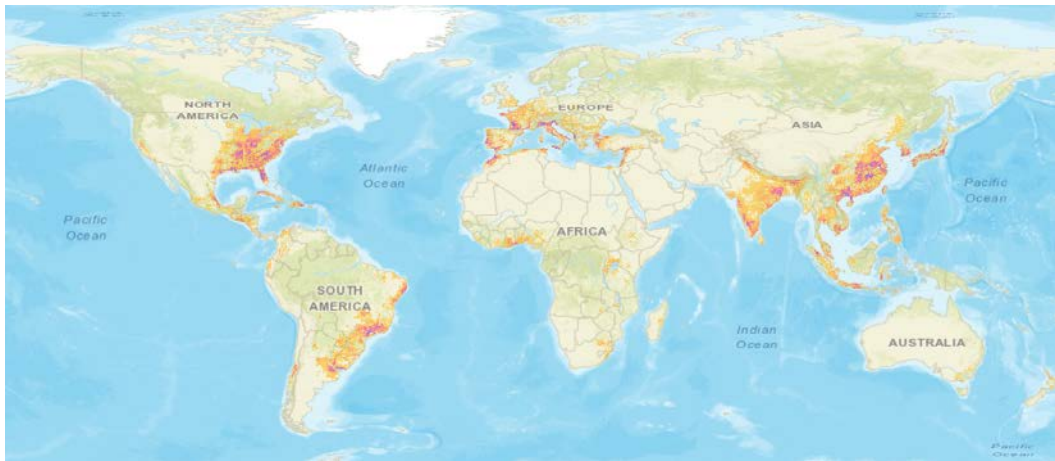 NORTH
AMERICA
EUROPE
ASIA
Atlantic
Ocean
Pacific
Ocean
Pacific
Ocean
AFRICA
SOUTH
AMERICA
Indian
Ocean
AUSTRALIA
Pacific
Ocean